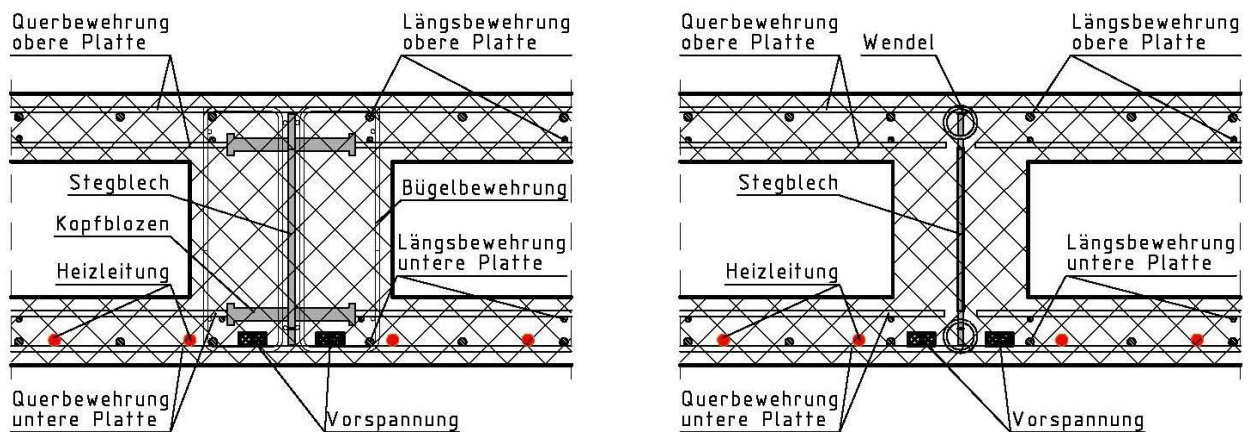 Querbewehrung
obere Platte
Längsbewehrung
obere Platte
Stegblech
Kopfblozen
Heizleitung
Bügelbewehrung
Längsbewehrung
untere Platte
Querbewehrung
untere Platte
Vorspannung
Querbewehrung
obere Platte
Wendel
Längsbewehrung
obere Platte
Stegblech
Heizleitung
Längsbewehrung
untere Platte
Querbewehrung
untere Platte
Vorspannung